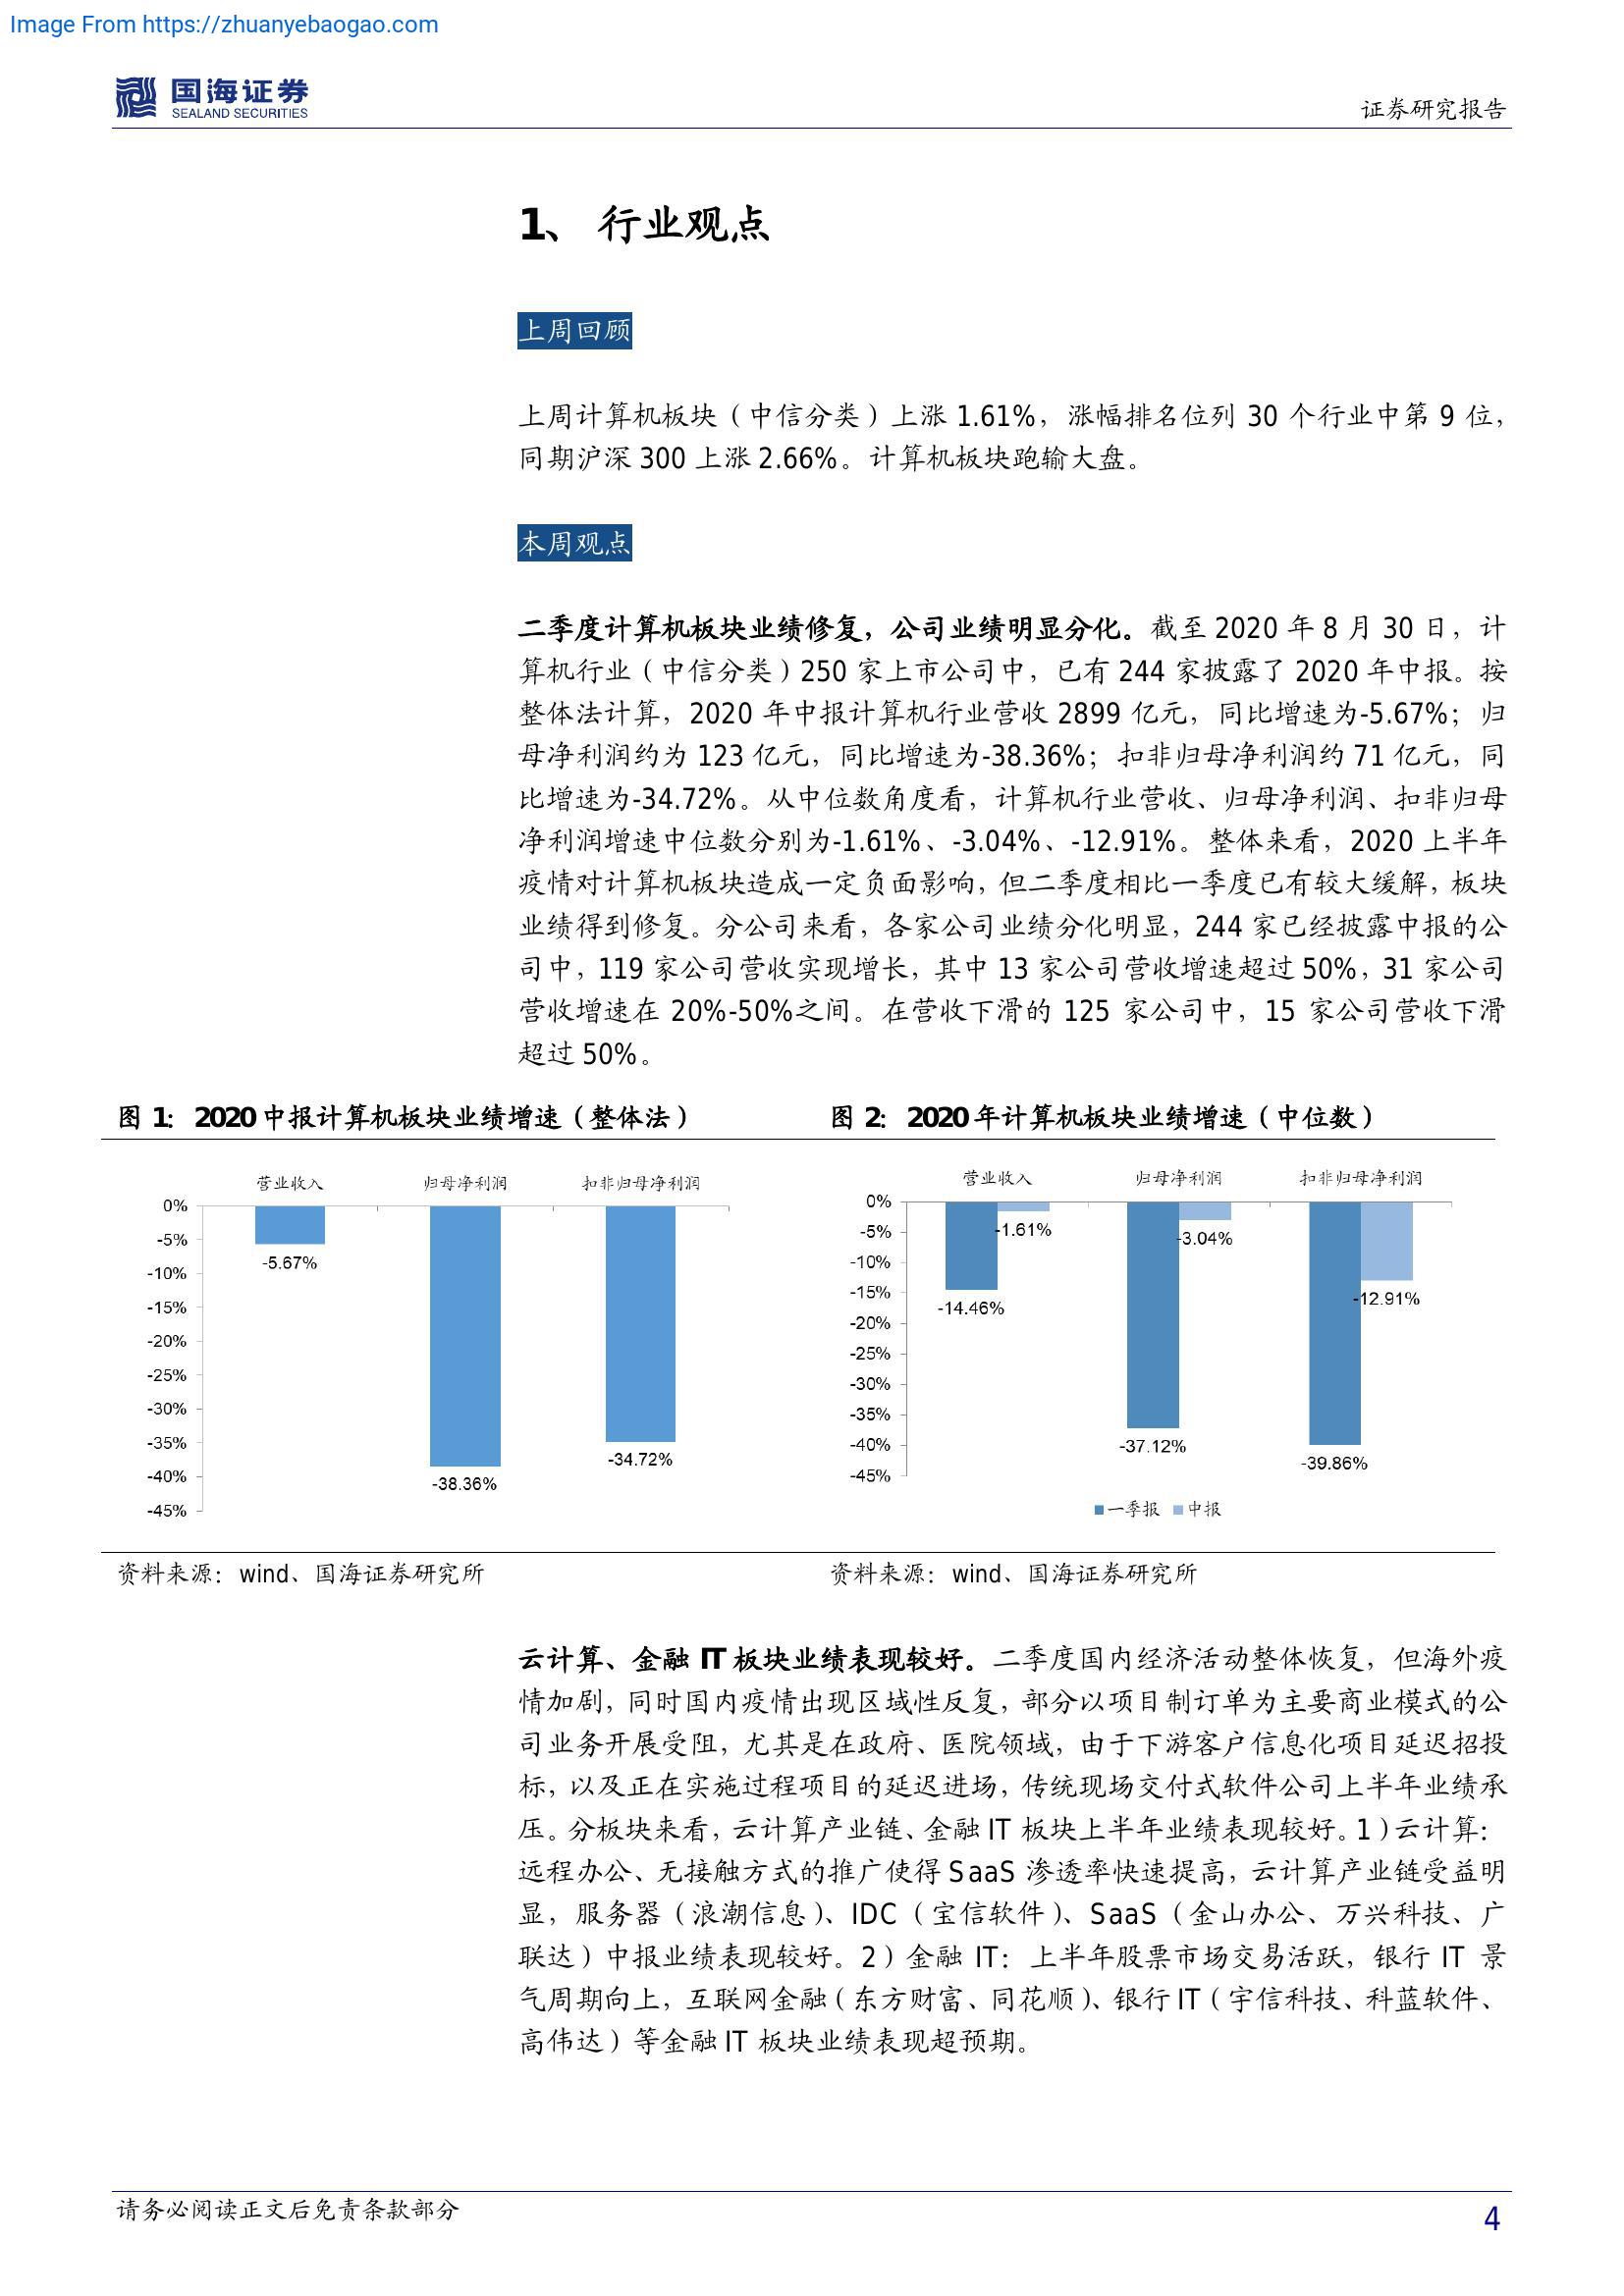 Image From https://zhuanyebaogao.com
国海证券
SEALAND SECURITIES
证券研究报告
1、 行业观点
上周回顾
上周计算机板块（中信分类）上涨 1.61%，涨幅排名位列 30 个行业中第 9 位，
同期沪深 300 上涨 2.66%。计算机板块跑输大盘。
本周观点
二季度计算机板块业绩修复，公司业绩明显分化。截至 2020 年 8 月 30 日，计
算机行业（中信分类）250 家上市公司中，已有 244 家披露了 2020 年中报。按
整体法计算，2020 年中报计算机行业营收 2899 亿元，同比增速为-5.67%；归
母净利润约为 123 亿元，同比增速为-38.36%；扣非归母净利润约 71 亿元，同
比增速为-34.72%。从中位数角度看，计算机行业营收、归母净利润、扣非归母
净利润增速中位数分别为-1.61%、-3.04%、-12.91%。整体来看，2020 上半年
疫情对计算机板块造成一定负面影响，但二季度相比一季度已有较大缓解，板块
业绩得到修复。分公司来看，各家公司业绩分化明显，244 家已经披露中报的公
司中，119 家公司营收实现增长，其中 13 家公司营收增速超过 50%，31 家公司
营收增速在 20%-50%之间。在营收下滑的 125 家公司中，15 家公司营收下滑
超过 50%。
图 1： 2020 中报计算机板块业绩增速（整体法）
营业收入 归母净利润 扣非归母净利润
0%
-5%
-10%
-15%
-20%
-25%
-30%
-35%
-40%
-45%
-5.67%
-38.36%
-34.72%
资料来源：wind、国海证券研究所
图 2： 2020 年计算机板块业绩增速（中位数）
营业收入 归母净利润 扣非归母净利润
0%
-5%
-10%
-15%
-20%
-25%
-30%
-35%
-40%
-45%
-1.61%
-14.46%
-3.04%
-37.12%
-12.91%
-39.86%
一季报 中报
资料来源：wind、国海证券研究所
云计算、金融 IT 板块业绩表现较好。二季度国内经济活动整体恢复，但海外疫
情加剧，同时国内疫情出现区域性反复，部分以项目制订单为主要商业模式的公
司业务开展受阻，尤其是在政府、医院领域，由于下游客户信息化项目延迟招投
标，以及正在实施过程项目的延迟进场，传统现场交付式软件公司上半年业绩承
压。分板块来看，云计算产业链、金融 IT 板块上半年业绩表现较好。1）云计算：
远程办公、无接触方式的推广使得 SaaS 渗透率快速提高，云计算产业链受益明
显，服务器（浪潮信息）、IDC（宝信软件）、SaaS（金山办公、万兴科技、广
联达）中报业绩表现较好。2）金融 IT：上半年股票市场交易活跃，银行 IT 景
气周期向上，互联网金融（东方财富、同花顺）、银行 IT（宇信科技、科蓝软件、
高伟达）等金融 IT 板块业绩表现超预期。
请务必阅读正文后免责条款部分
4